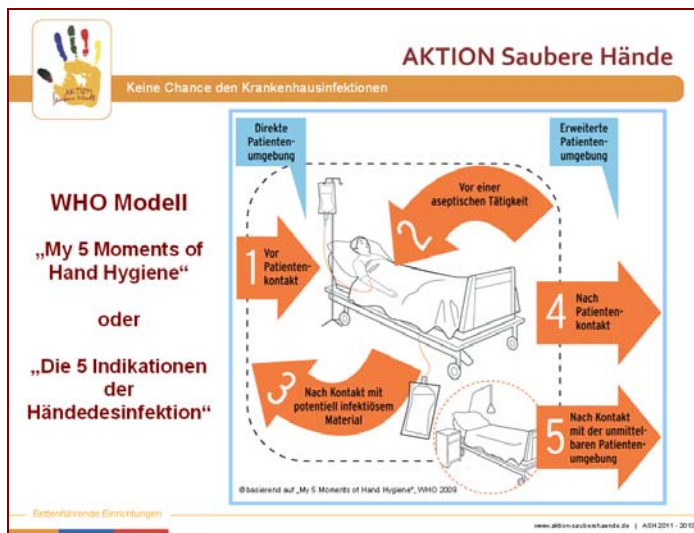 AKTION Saubere Hände
AKTION
Saubere Hände
Keine Chance den Krankenhausinfektionen
WHO Modell
„My 5 Moments of
Hand Hygiene“
oder
„Die 5 Indikationen
der
Händedesinfektion“
Direkte
Patienten-
umgebung
Erweiterte
Patienten-
umgebung
1
Vor
Patienten-
kontakt
2
Vor einer
aseptischen Tätigkeit
3
Nach Kontakt mit
potentiell infektiösem
Material
4
Nach
Patienten-
kontakt
5
Nach Kontakt
mit der unmittel-
baren Patienten-
umgebung
© basierend auf „My 5 Moments of Hand Hygiene“, WHO 2009
Bettenführende Einrichtungen
www.aktion-sauberehaende.de | ASH 2011 - 2013